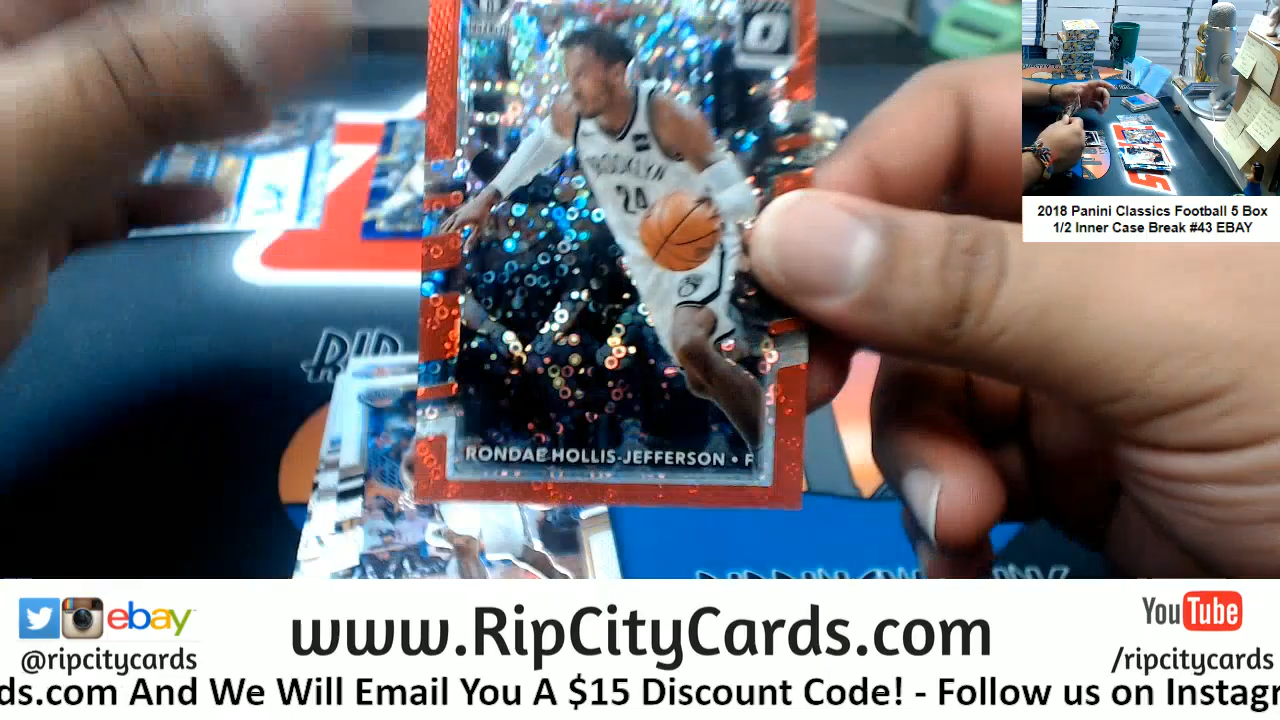 BROOKLYN
24
RONDAE HOLLIS-JEFFERSON • F
RIP
2018 Panini Classics Football 5 Box
1/2 Inner Case Break #43 EBAY
ebay
@ripcitycards
www.RipCityCards.com
YouTube
/ripcitycards
ds.com And We Will Email You A $15 Discount Code! - Follow us on Instagr